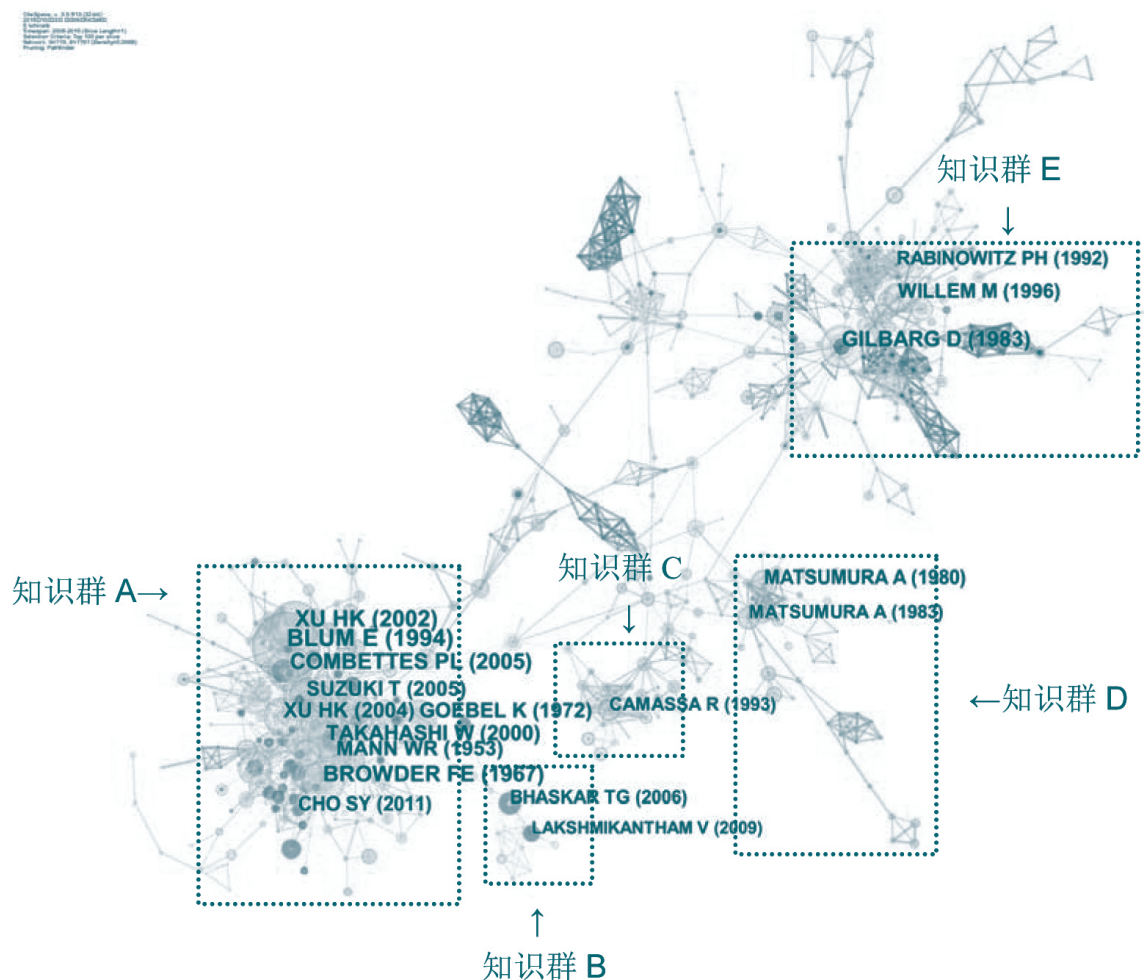 CiteSpace, v.
知识群 E
↓
RABINOWITZ PH (1992)
WILLEM M (1996)
GILBARG D (1983)
知识群 C
↓
知识群 A→
MATSUMURA A (1980)
MATSUMURA A (1983)
XU HK (2002)
BLUM E (1994)
COMBETTES PL (2005)
SUZUKI T (2005)
XU HK (2004) GOEBEL K (1972)
CAMASSA R (1993)
←知识群 D
TAKAHASHI W (2000)
MANN WR (1953)
BROWDER FE (1967)
CHO SY (2011)
BHASKAR TG (2006)
LAKSHMIKANTHAM V (2009)
↑
知识群 B